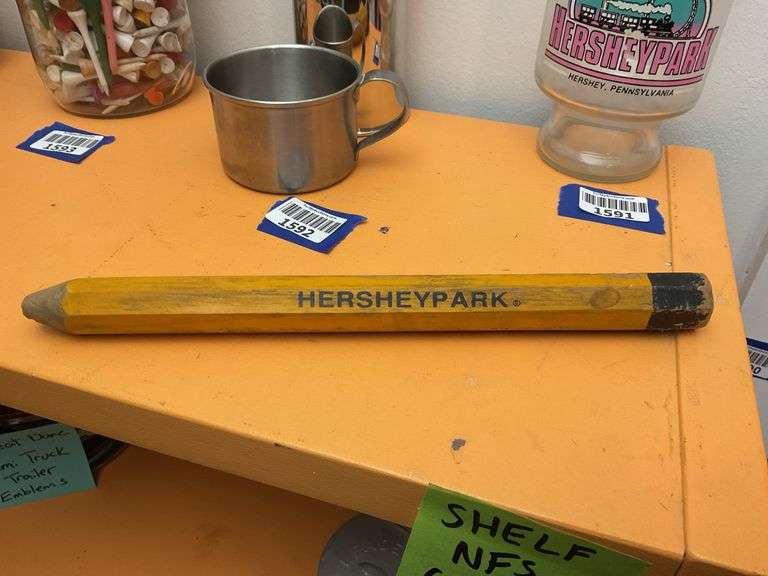 HERSHEYPARK
HERSHEY, PENNSYLVANIA
1593
1592
1591
HERSHEYPARK®
Truck
Trailer
Emblems
SHELF
NFS